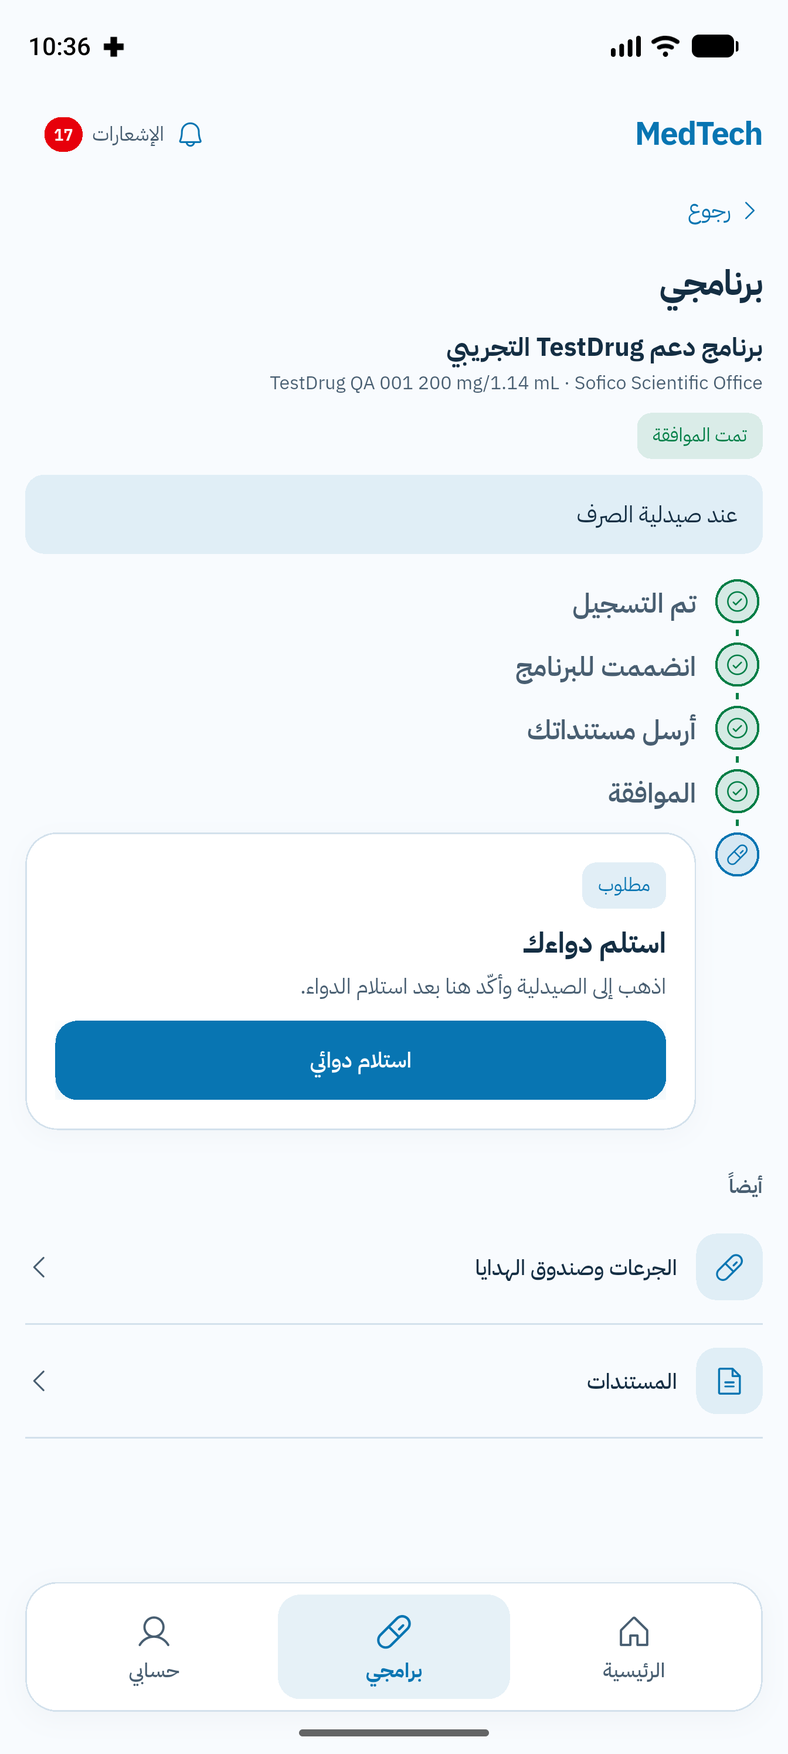 10:36
MedTech
الإشعارات 17
رجوع
برنامجي
برنامج دعم TestDrug التجريبي
TestDrug QA 001 200 mg/1.14 mL · Sofico Scientific Office
تمت الموافقة
عند صيدلية الصرف
تم التسجيل
انضممت للبرنامج
أرسل مستنداتك
الموافقة
مطلوب
استلم دواءك
اذهب إلى الصيدلية وأكّد هنا بعد استلام الدواء.
استلام دوائي
أيضاً
الجرعات وصندوق الهدايا
المستندات
الرئيسية
برامجي
حسابي